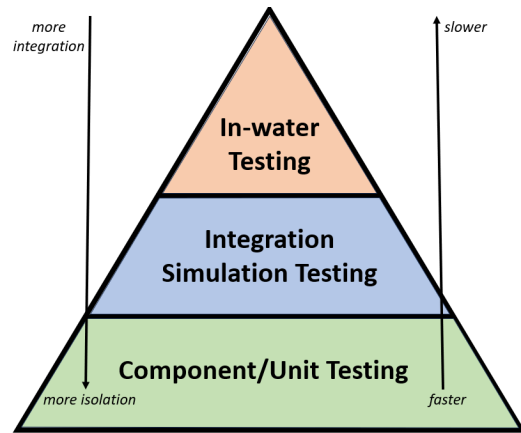 more
integration
slower
In-water
Testing
Integration
Simulation Testing
Component/Unit Testing
more isolation
faster